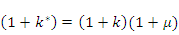 (1 + k*) = (1 + k)(1 + μ)